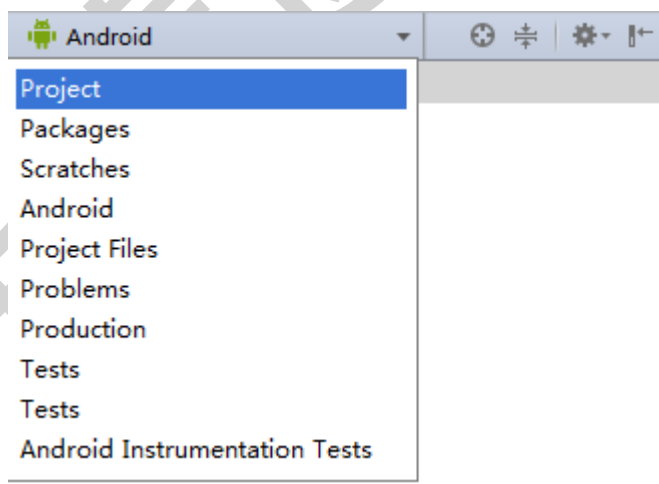 Android
Project
Packages
Scratches
Android
Project Files
Problems
Production
Tests
Tests
Android Instrumentation Tests